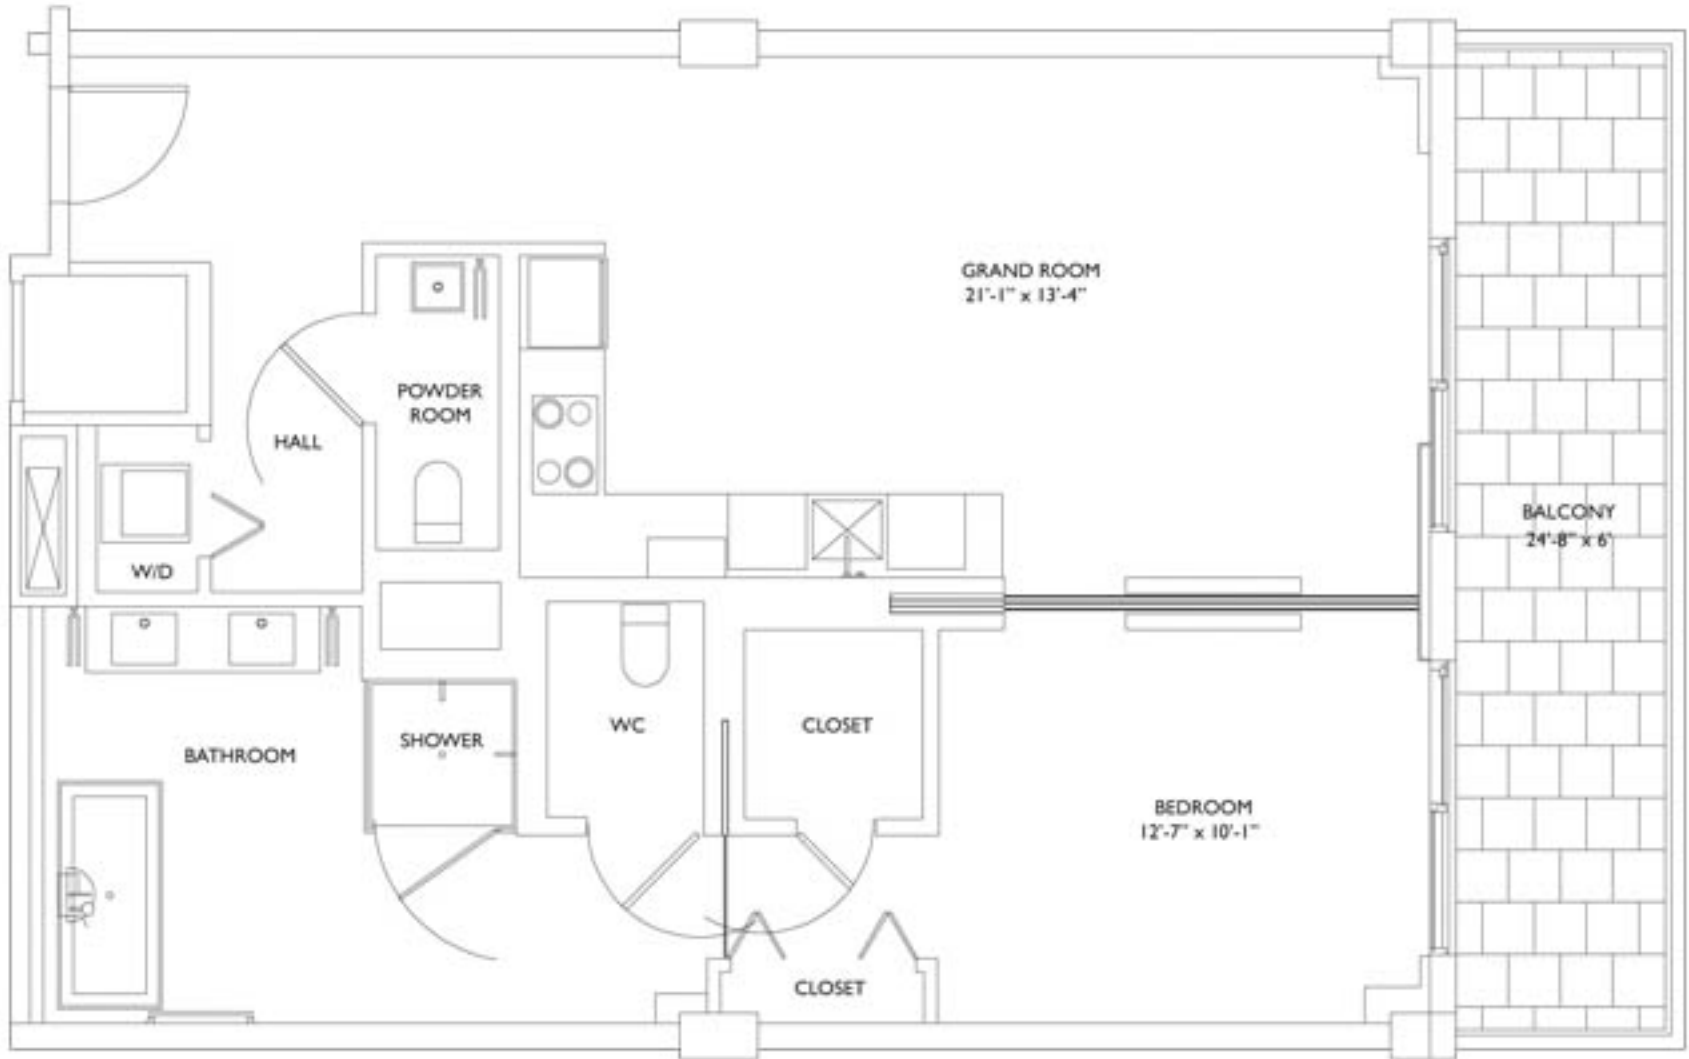 GRAND ROOM
21'-1" x 13'-4"
POWDER
ROOM
HALL
BALCONY
24'-8" x 6'
W/D
BATHROOM
SHOWER
WC
CLOSET
BEDROOM
12'-7" x 10'-1"
CLOSET